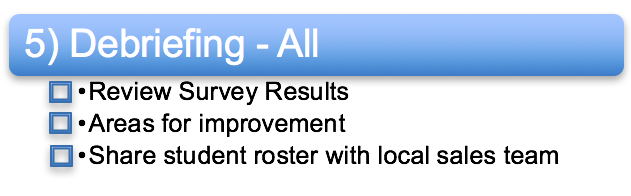 5) Debriefing - All
•Review Survey Results
•Areas for improvement
•Share student roster with local sales team